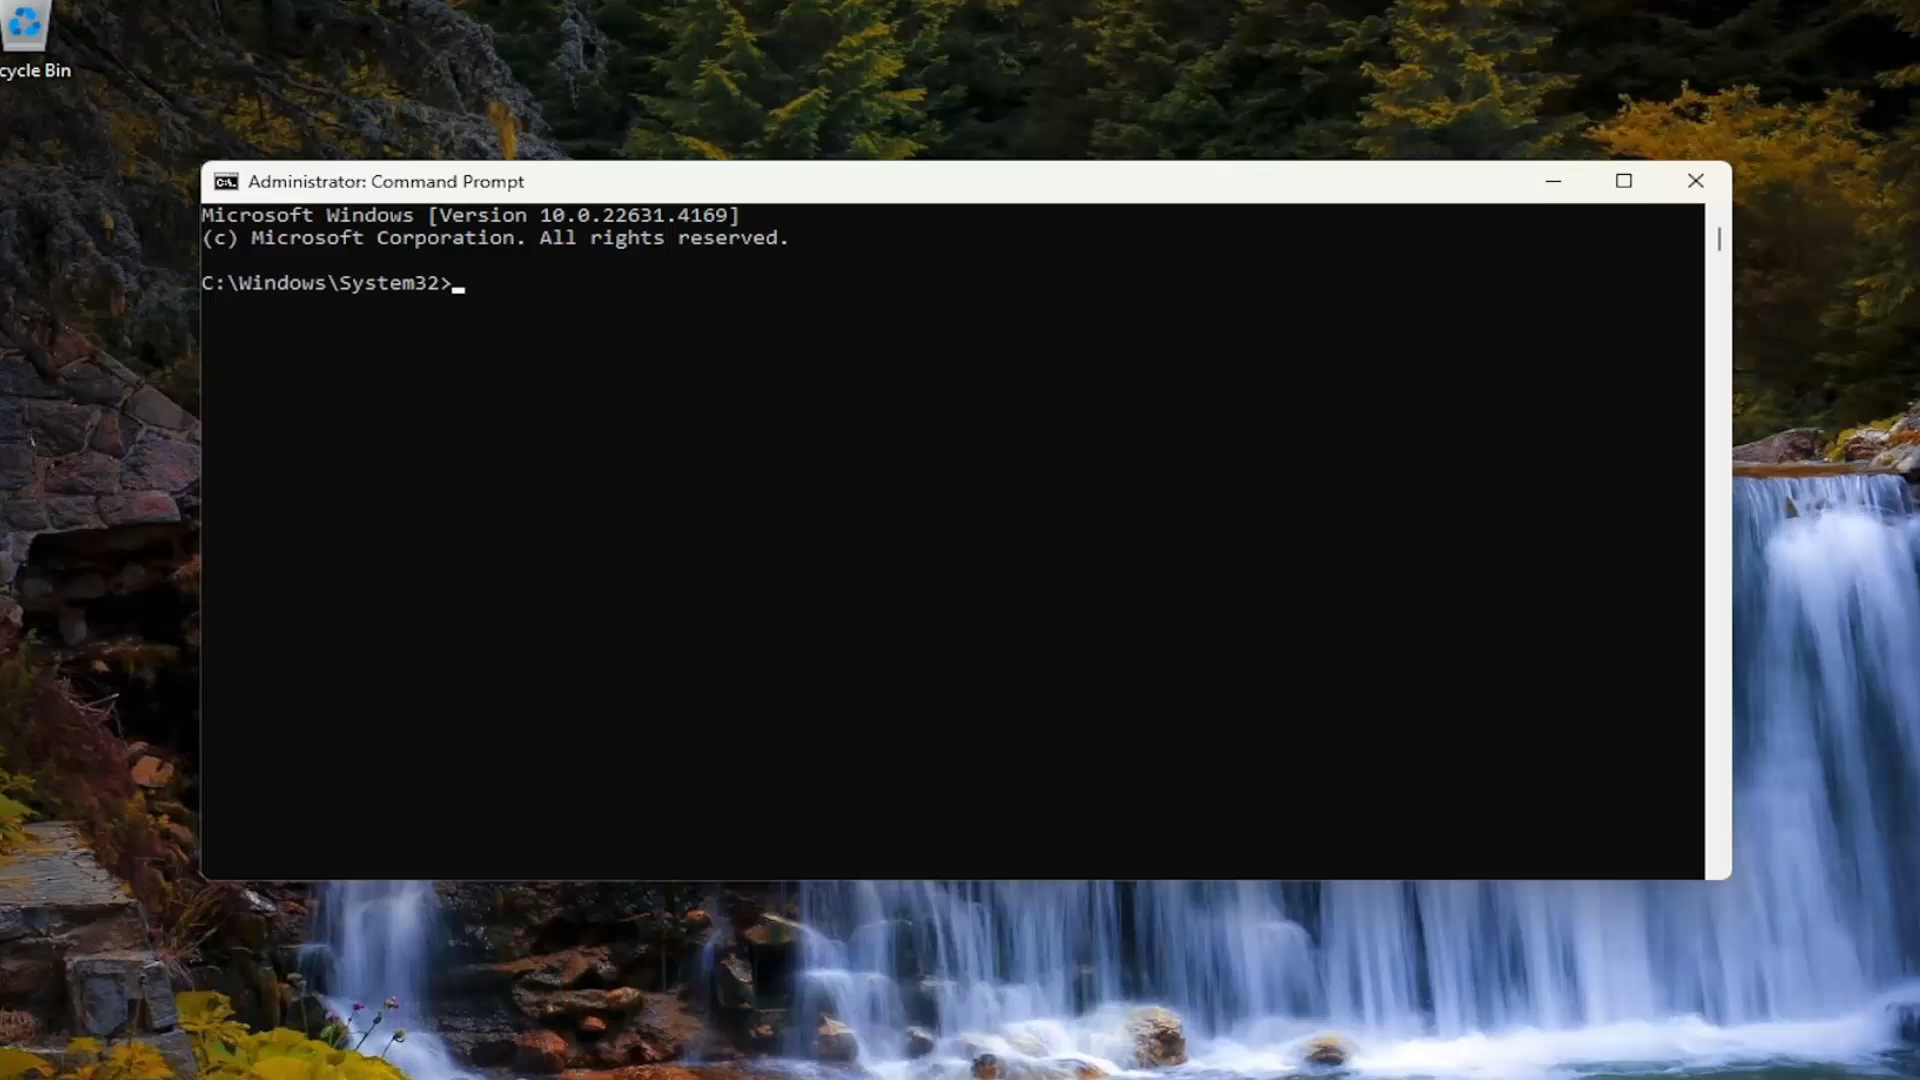 cycle Bin
Administrator: Command Prompt
Microsoft Windows [Version 10.0.22631.4169]
(c) Microsoft Corporation. All rights reserved.
C:\Windows\System32>